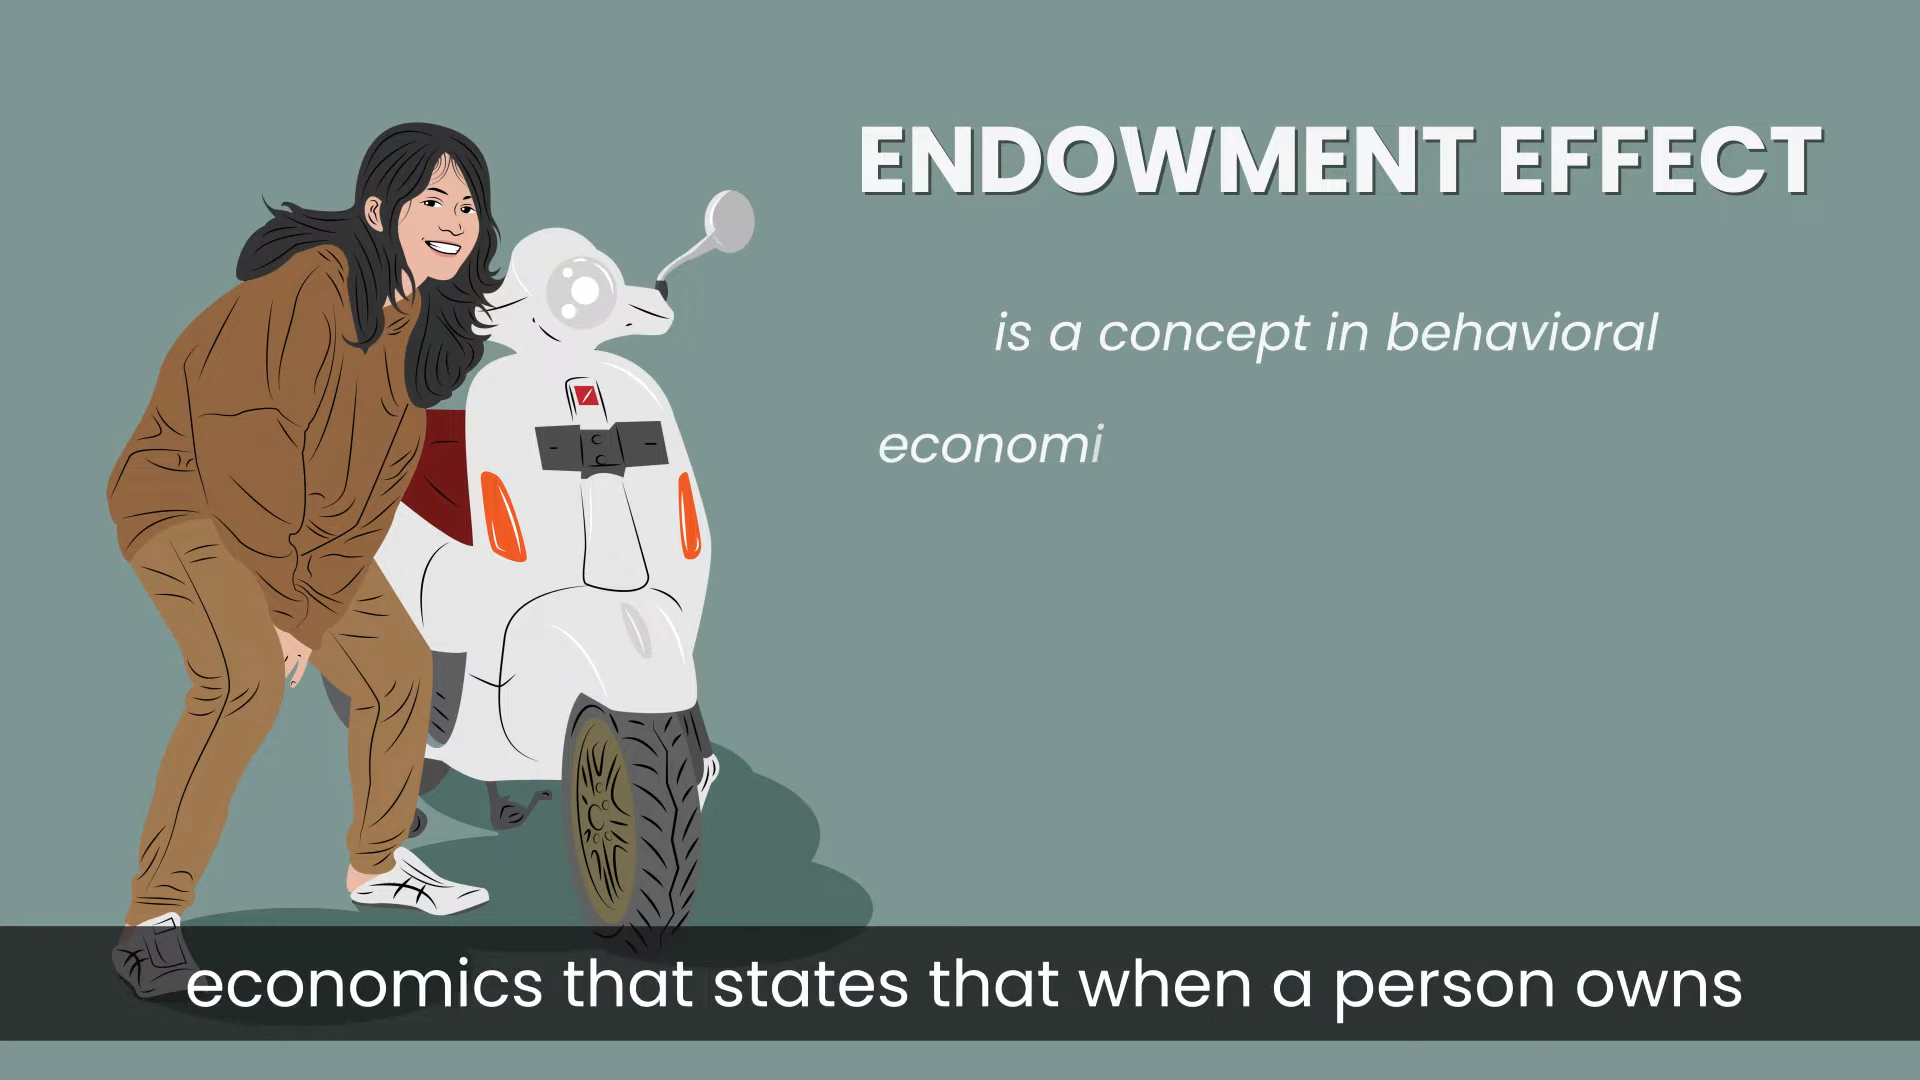 ENDOWMENT EFFECT
is a concept in behavioral
economi
economics that states that when a person owns